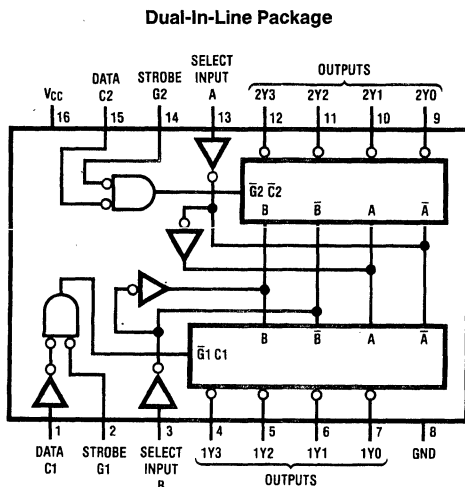 Dual-In-Line Package
SELECT
DATA STROBE INPUT OUTPUTS
VCC C2 G2 A 2Y3 2Y2 2Y1 2Y0
16 15 14 13 12 11 10 9
G̅2 C̅2
B B̅ A A̅
B B̅ A A̅
G̅1 C1
1 2 3 4 5 6 7 8
DATA STROBE SELECT 1Y3 1Y2 1Y1 1Y0 GND
C1 G1 INPUT OUTPUTS
B